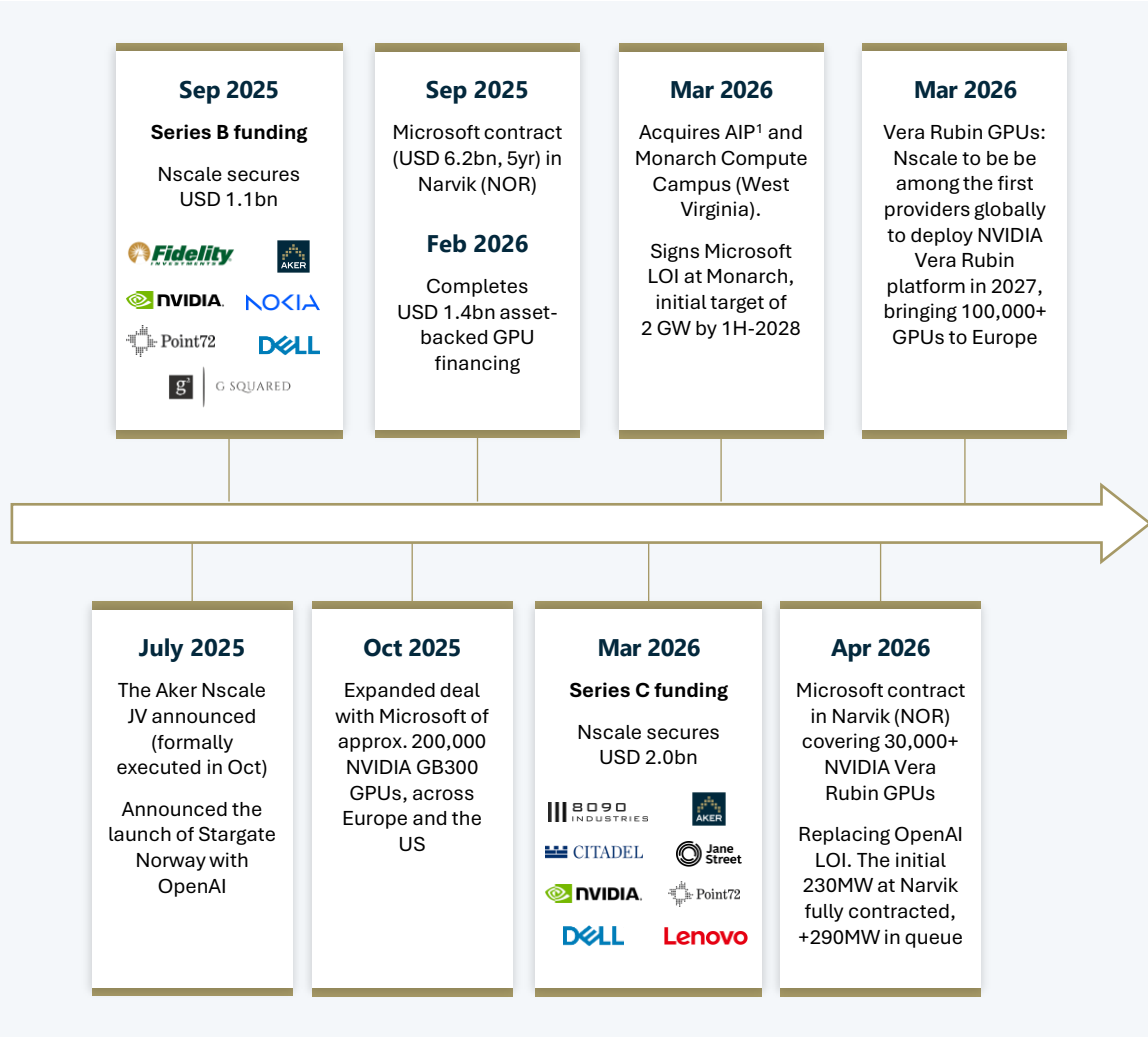 Sep 2025
Series B funding
Nscale secures
USD 1.1bn
Fidelity
INVESTMENTS
AKER
NVIDIA.
NOKIA
Point72
DELL
g²
G SQUARED
Sep 2025
Microsoft contract
(USD 6.2bn, 5yr) in
Narvik (NOR)
Feb 2026
Completes
USD 1.4bn asset-
backed GPU
financing
Mar 2026
Acquires AIP¹ and
Monarch Compute
Campus (West
Virginia).
Signs Microsoft
LOI at Monarch,
initial target of
2 GW by 1H-2028
Mar 2026
Vera Rubin GPUs:
Nscale to be be
among the first
providers globally
to deploy NVIDIA
Vera Rubin
platform in 2027,
bringing 100,000+
GPUs to Europe
July 2025
The Aker Nscale
JV announced
(formally
executed in Oct)
Announced the
launch of Stargate
Norway with
OpenAI
Oct 2025
Expanded deal
with Microsoft of
approx. 200,000
NVIDIA GB300
GPUs, across
Europe and the
US
Mar 2026
Series C funding
Nscale secures
USD 2.0bn
8090
INDUSTRIES
AKER
CITADEL
Jane
Street
NVIDIA.
Point72
DELL
Lenovo
Apr 2026
Microsoft contract
in Narvik (NOR)
covering 30,000+
NVIDIA Vera
Rubin GPUs
Replacing OpenAI
LOI. The initial
230MW at Narvik
fully contracted,
+290MW in queue